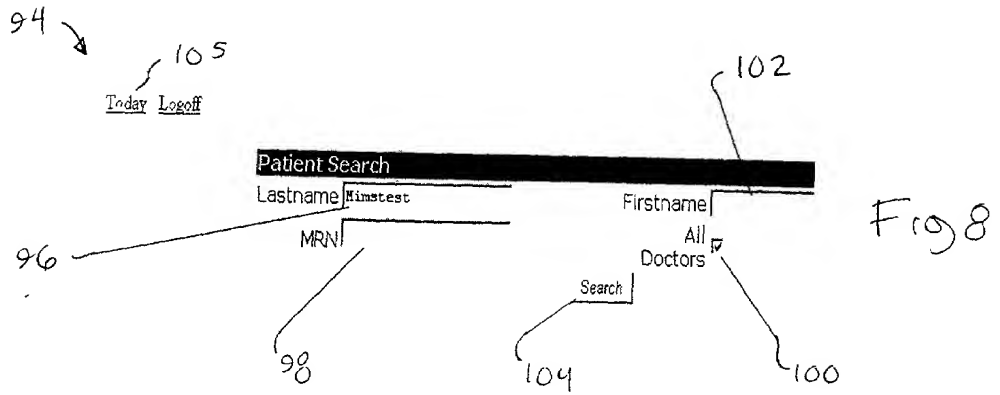 94
105
Today Logoff
102
Patient Search
Lastname Mimstest Firstname
MRN All Doctors
96
Search
98
104
100
Fig 8